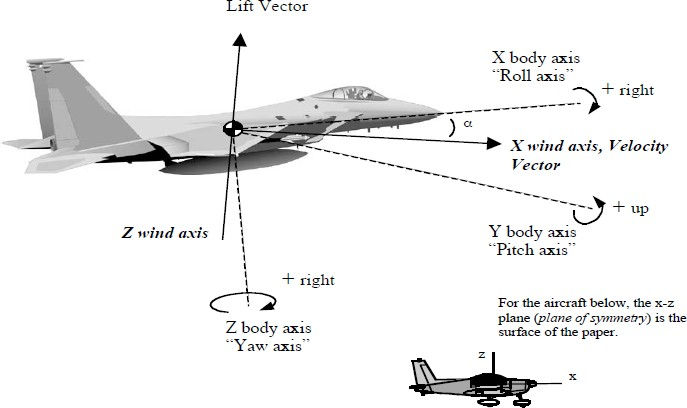 Lift Vector
X body axis
“Roll axis”
+ right
α
X wind axis, Velocity
Vector
+ up
Y body axis
“Pitch axis”
Z wind axis
+ right
Z body axis
“Yaw axis”
For the aircraft below, the x-z
plane (plane of symmetry) is the
surface of the paper.
z
x